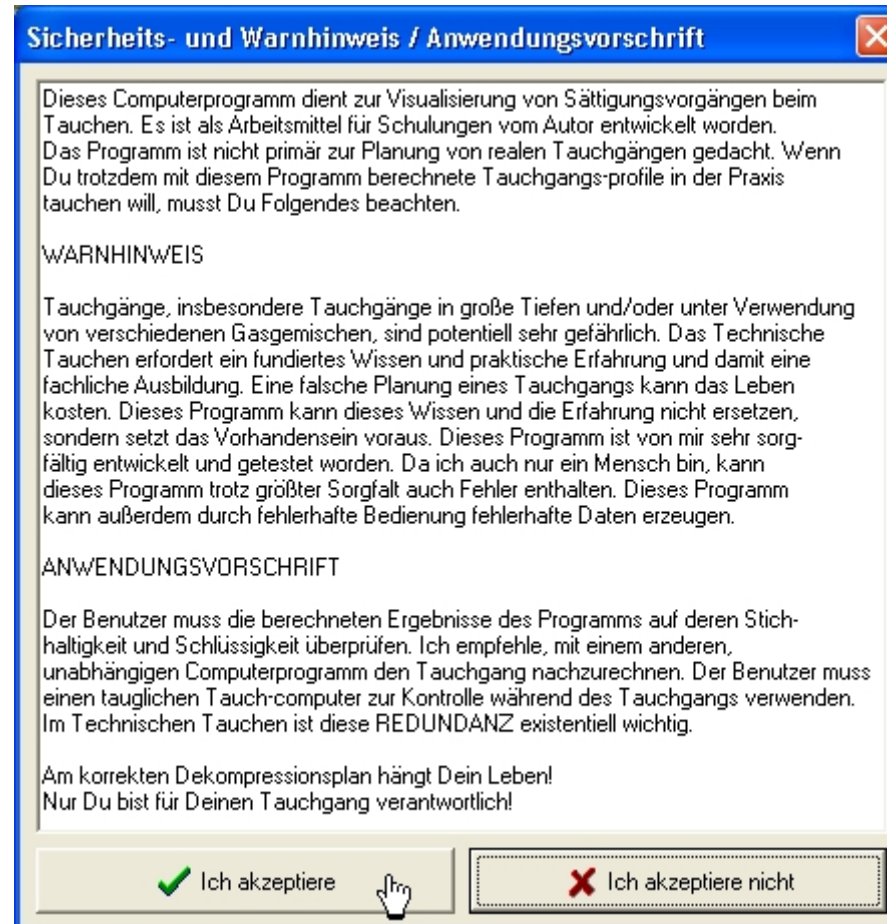 Sicherheits- und Warnhinweis / Anwendungsvorschrift
Dieses Computerprogramm dient zur Visualisierung von Sättigungsvorgängen beim
Tauchen. Es ist als Arbeitsmittel für Schulungen vom Autor entwickelt worden.
Das Programm ist nicht primär zur Planung von realen Tauchgängen gedacht. Wenn
Du trotzdem mit diesem Programm berechnete Tauchgangs-profile in der Praxis
tauchen will, musst Du Folgendes beachten.
WARNHINWEIS
Tauchgänge, insbesondere Tauchgänge in große Tiefen und/oder unter Verwendung
von verschiedenen Gasgemischen, sind potentiell sehr gefährlich. Das Technische
Tauchen erfordert ein fundiertes Wissen und praktische Erfahrung und damit eine
fachliche Ausbildung. Eine falsche Planung eines Tauchgangs kann das Leben
kosten. Dieses Programm kann dieses Wissen und die Erfahrung nicht ersetzen,
sondern setzt das Vorhandensein voraus. Dieses Programm ist von mir sehr sorg-
fältig entwickelt und getestet worden. Da ich auch nur ein Mensch bin, kann
dieses Programm trotz größter Sorgfalt auch Fehler enthalten. Dieses Programm
kann außerdem durch fehlerhafte Bedienung fehlerhafte Daten erzeugen.
ANWENDUNGSVORSCHRIFT
Der Benutzer muss die berechneten Ergebnisse des Programms auf deren Stich-
haltigkeit und Schlüssigkeit überprüfen. Ich empfehle, mit einem anderen,
unabhängigen Computerprogramm den Tauchgang nachzurechnen. Der Benutzer muss
einen tauglichen Tauch-computer zur Kontrolle während des Tauchgangs verwenden.
Im Technischen Tauchen ist diese REDUNDANZ existentiell wichtig.
Am korrekten Dekompressionsplan hängt Dein Leben!
Nur Du bist für Deinen Tauchgang verantwortlich!
Ich akzeptiere
Ich akzeptiere nicht